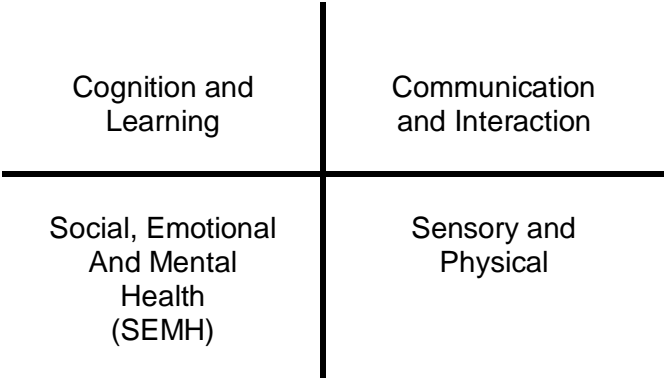 Cognition and
Learning
Communication
and Interaction
Social, Emotional
And Mental
Health
(SEMH)
Sensory and
Physical